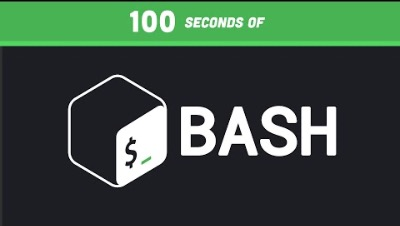 100 SECONDS OF
$_ BASH